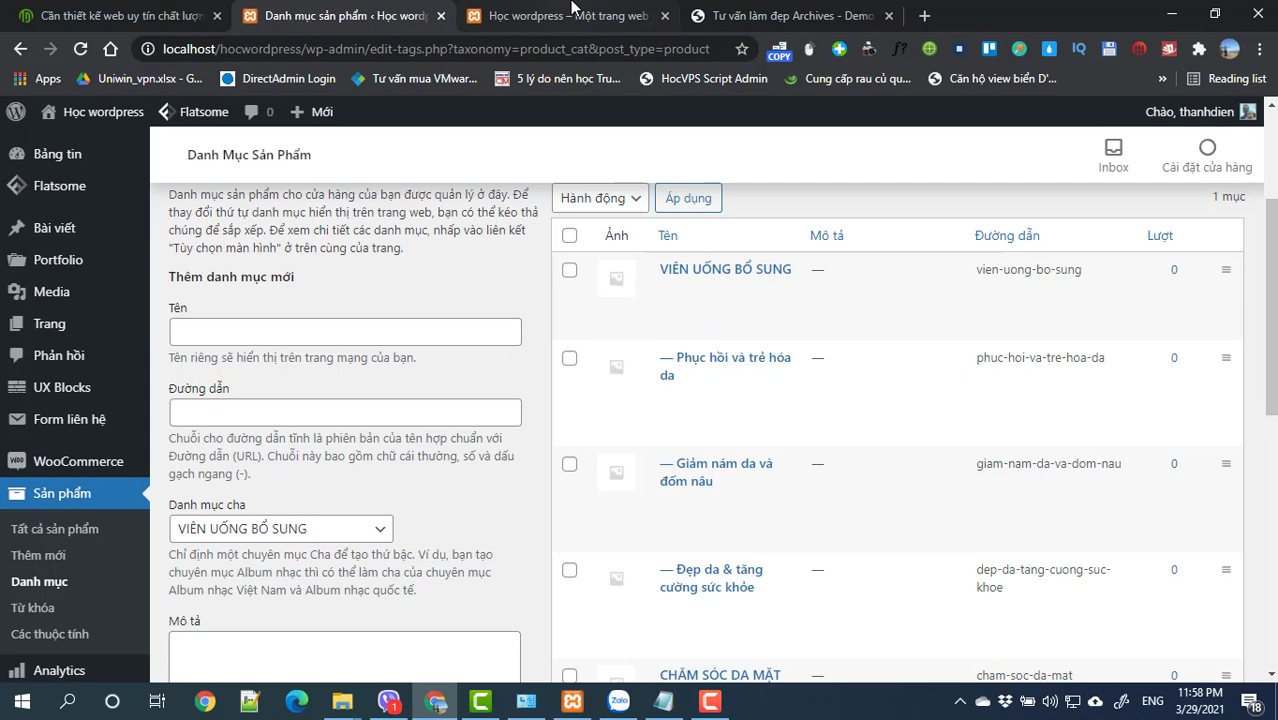 Cần thiết kế web uy tín chất lượn
Danh mục sản phẩm ‹ Học wordp
Học wordpress – Một trang web
Tư vấn làm đẹp Archives - Demo
localhost/hocwordpress/wp-admin/edit-tags.php?taxonomy=product_cat&post_type=product
COPY
f?
IQ
Apps
Uniwin_vpn.xlsx - G...
DirectAdmin Login
Tư vấn mua VMwar...
5 lý do nên học Tru...
HocVPS Script Admin
Cung cấp rau củ qu...
Căn hộ view biển D'...
»
Reading list
Học wordpress
Flatsome
0
Mới
Chào, thanhdien
Bảng tin
Flatsome
Bài viết
Portfolio
Media
Trang
Phản hồi
UX Blocks
Form liên hệ
WooCommerce
Sản phẩm
Tất cả sản phẩm
Thêm mới
Danh mục
Từ khóa
Các thuộc tính
Analytics
Danh Mục Sản Phẩm
Inbox
Cài đặt cửa hàng
Danh mục sản phẩm cho cửa hàng của bạn được quản lý ở đây. Để
thay đổi thứ tự danh mục hiển thị trên trang web, bạn có thể kéo thả
chúng để sắp xếp. Để xem chi tiết các danh mục, nhấp vào liên kết
"Tùy chọn màn hình" ở trên cùng của trang.
Thêm danh mục mới
Tên
Tên riêng sẽ hiển thị trên trang mạng của bạn.
Đường dẫn
Chuỗi cho đường dẫn tĩnh là phiên bản của tên hợp chuẩn với
Đường dẫn (URL). Chuỗi này bao gồm chữ cái thường, số và dấu
gạch ngang (-).
Danh mục cha
VIÊN UỐNG BỔ SUNG
Chỉ định một chuyên mục Cha để tạo thứ bậc. Ví dụ, bạn tạo
chuyên mục Album nhạc thì có thể làm cha của chuyên mục
Album nhạc Việt Nam và Album nhạc quốc tế.
Mô tả
Hành động
Áp dụng
1 mục
Ảnh
Tên
Mô tả
Đường dẫn
Lượt
VIÊN UỐNG BỔ SUNG
—
vien-uong-bo-sung
0
— Phục hồi và trẻ hóa
da
—
phuc-hoi-va-tre-hoa-da
0
— Giảm nám da và
đốm nâu
—
giam-nam-da-va-dom-nau
0
— Đẹp da & tăng
cường sức khỏe
—
dep-da-tang-cuong-suc-
khoe
0
CHĂM SÓC DA MẶT
—
cham-soc-da-mat
0
1
Zalo
ENG
11:58 PM
3/29/2021
18